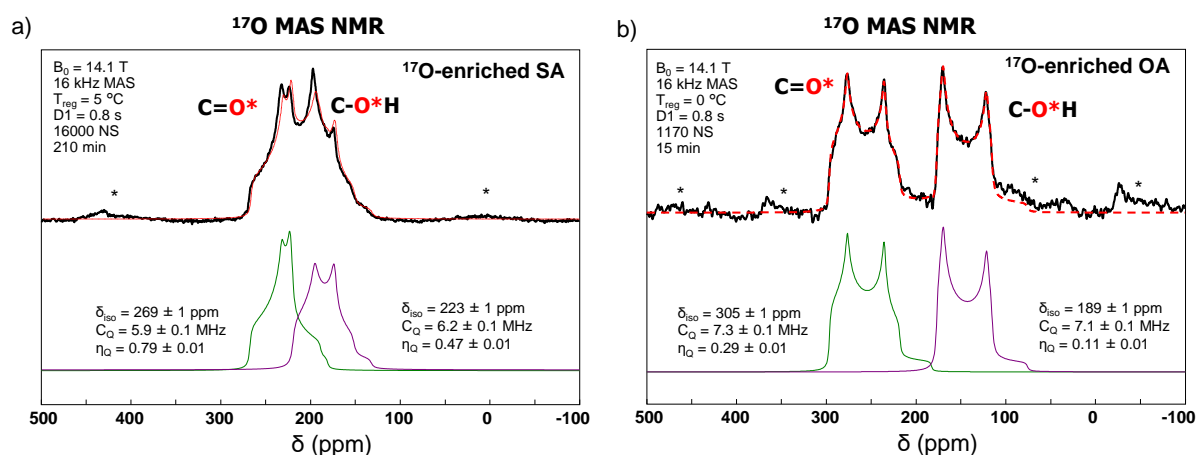 a)
¹⁷O MAS NMR
B₀ = 14.1 T
16 kHz MAS
T_reg = 5 ºC
D1 = 0.8 s
16000 NS
210 min
¹⁷O-enriched SA
C=O*
C-O*H
*
*
δ_iso = 269 ± 1 ppm
C_Q = 5.9 ± 0.1 MHz
η_Q = 0.79 ± 0.01
δ_iso = 223 ± 1 ppm
C_Q = 6.2 ± 0.1 MHz
η_Q = 0.47 ± 0.01
500 400 300 200 100 0 -100
δ (ppm)
b)
¹⁷O MAS NMR
B₀ = 14.1 T
16 kHz MAS
T_reg = 0 ºC
D1 = 0.8 s
1170 NS
15 min
¹⁷O-enriched OA
C=O*
C-O*H
*
*
*
*
δ_iso = 305 ± 1 ppm
C_Q = 7.3 ± 0.1 MHz
η_Q = 0.29 ± 0.01
δ_iso = 189 ± 1 ppm
C_Q = 7.1 ± 0.1 MHz
η_Q = 0.11 ± 0.01
500 400 300 200 100 0 -100
δ (ppm)